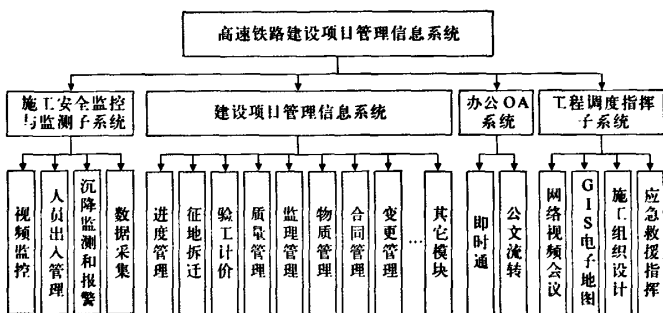 高速铁路建设项目管理信息系统
施工安全监控
与监测子系统
建设项目管理信息系统
办公OA
系统
工程调度指挥
子系统
视频监控
人员出入管理
沉降监测和报警
数据采集
进度管理
征地拆迁
验工计价
质量管理
监理管理
物质管理
合同管理
变更管理
…
其它模块
即时通
公文流转
网络视频会议
GIS电子地图
施工组织设计
应急救援指挥